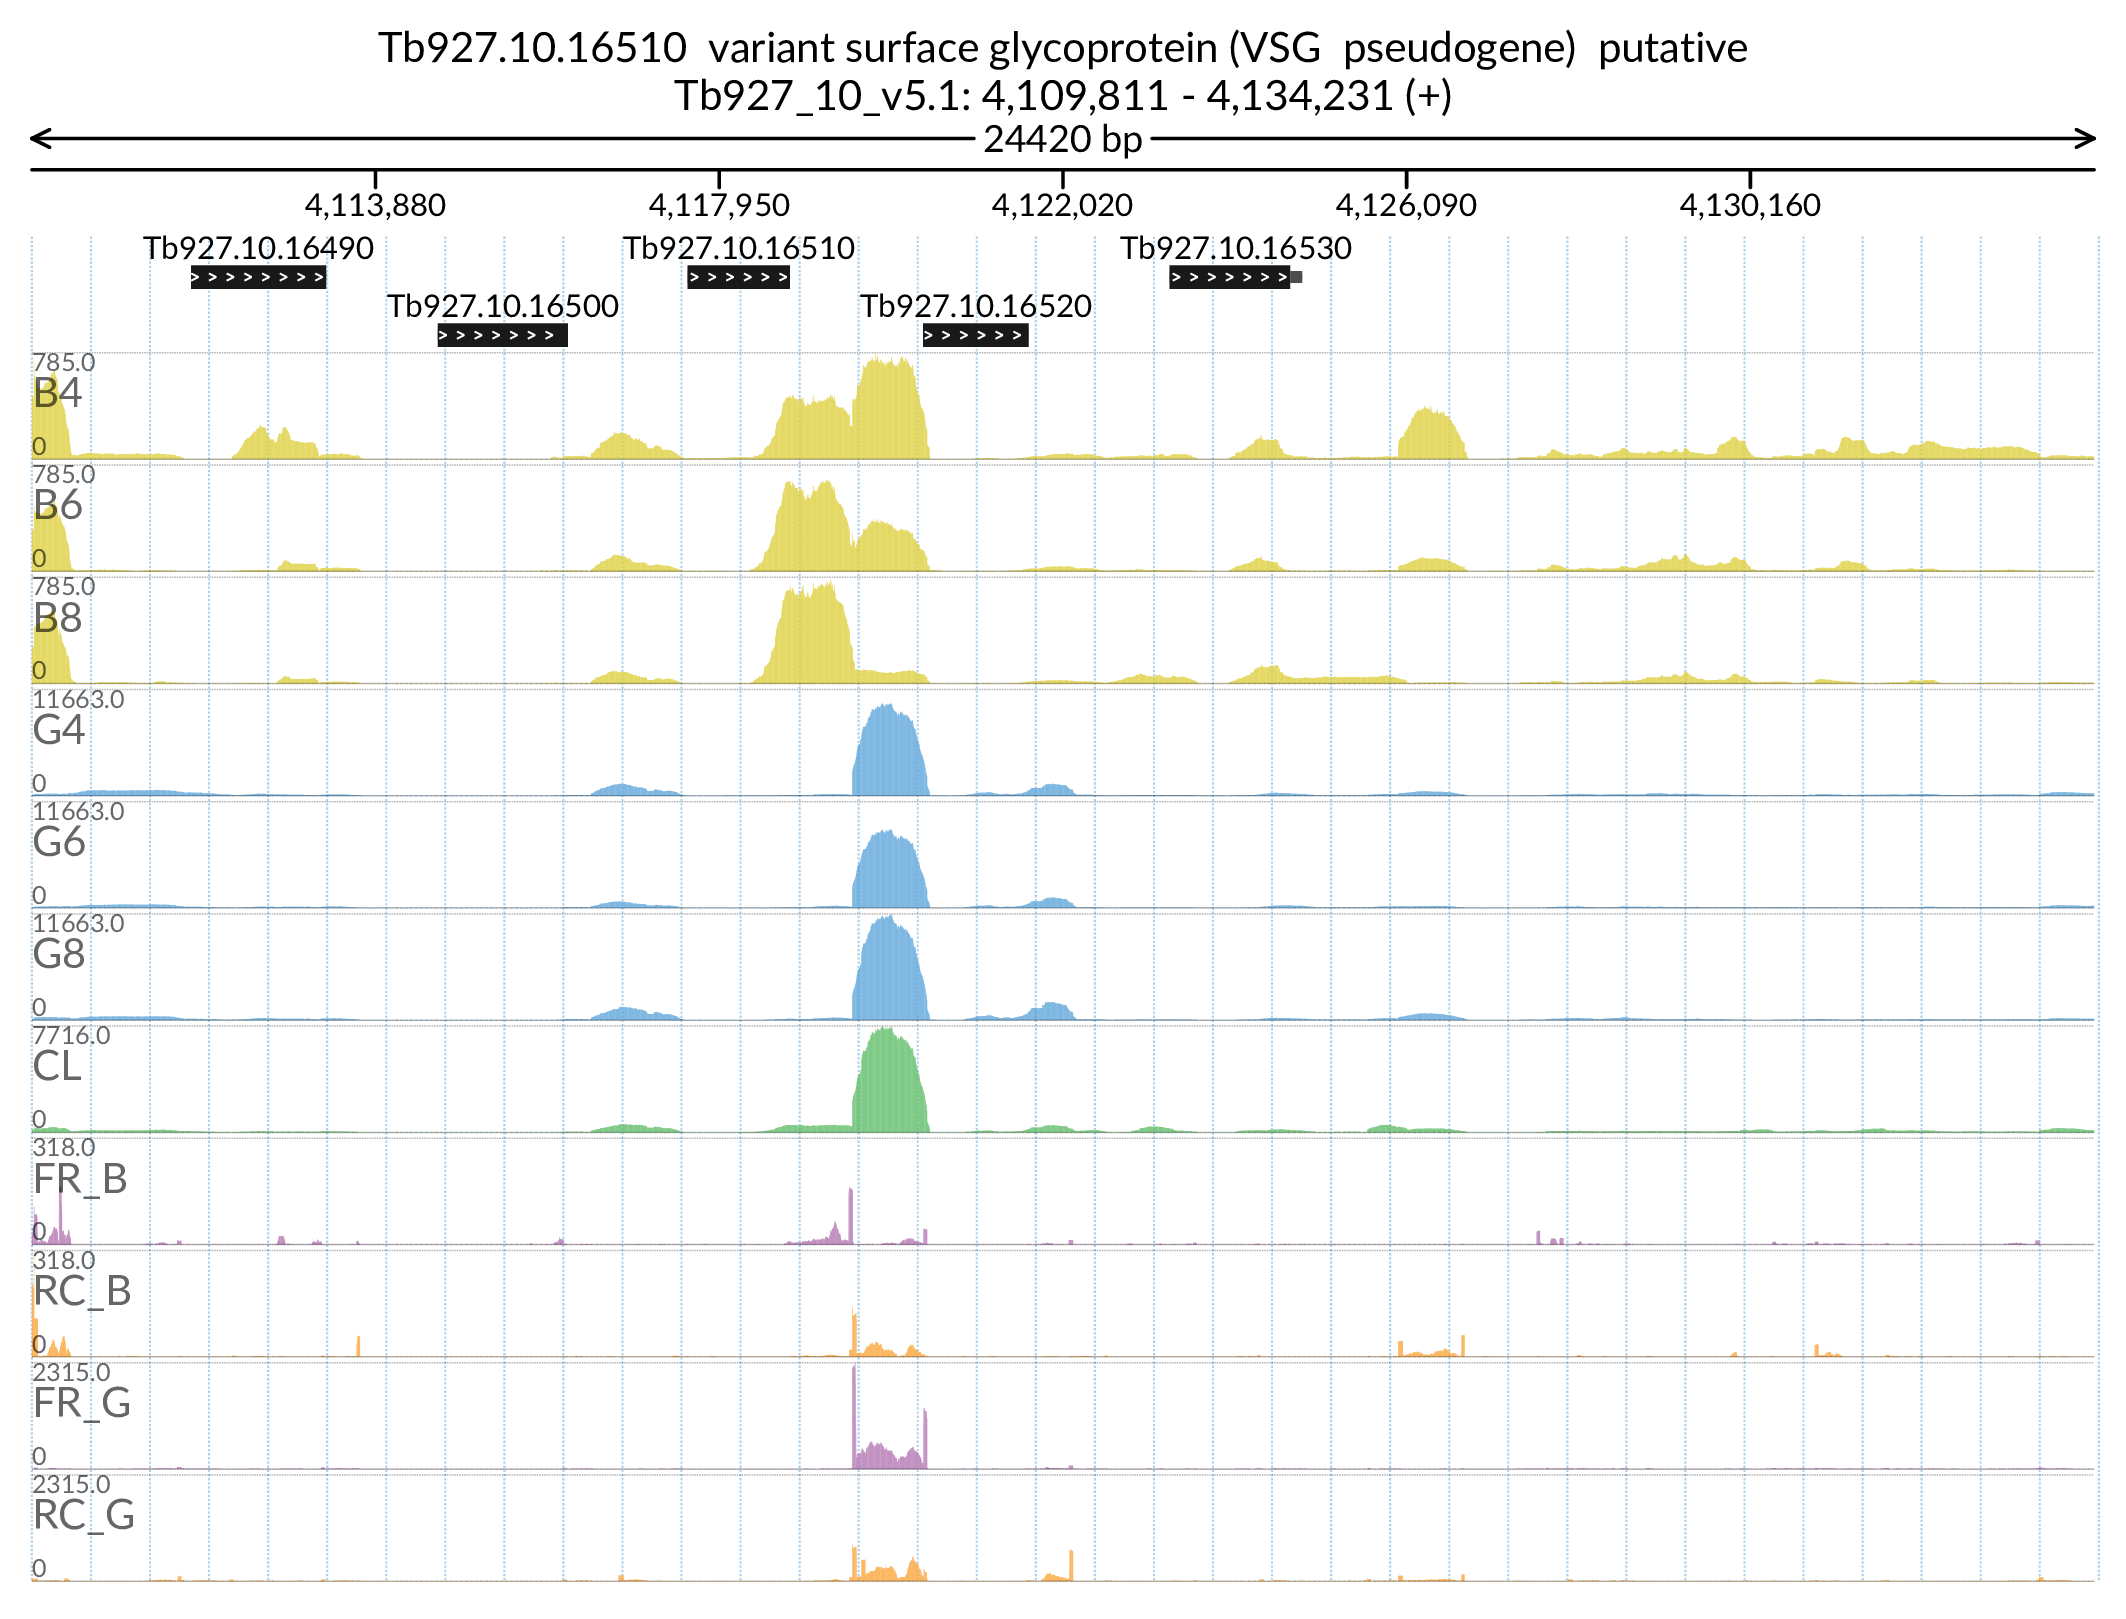 Tb927.10.16510  variant surface glycoprotein (VSG  pseudogene)  putative
Tb927_10_v5.1: 4,109,811 - 4,134,231 (+)
24420 bp
4,113,880 4,117,950 4,122,020 4,126,090 4,130,160
Tb927.10.16490 Tb927.10.16510 Tb927.10.16530
Tb927.10.16500 Tb927.10.16520
785.0
B4
0
785.0
B6
0
785.0
B8
0
11663.0
G4
0
11663.0
G6
0
11663.0
G8
0
7716.0
CL
0
318.0
FR_B
0
318.0
RC_B
0
2315.0
FR_G
0
2315.0
RC_G
0